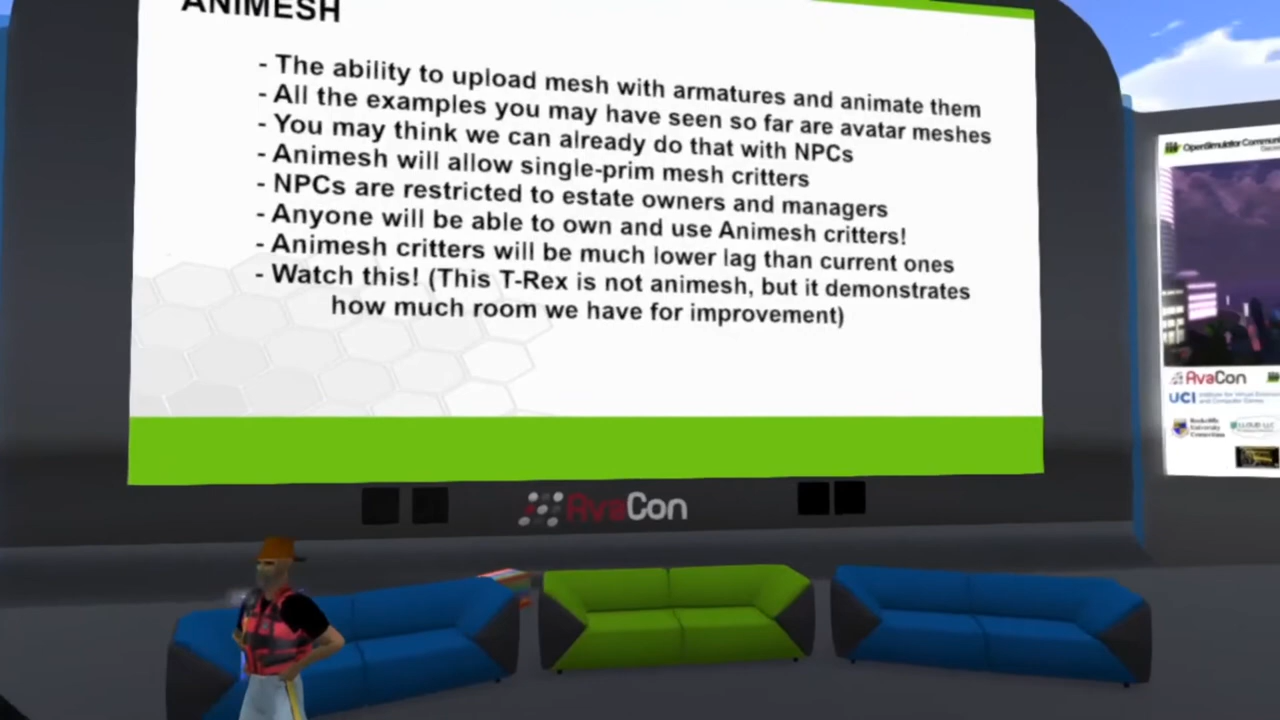 ANIMESH
- The ability to upload mesh with armatures and animate them
- All the examples you may have seen so far are avatar meshes
- You may think we can already do that with NPCs
- Animesh will allow single-prim mesh critters
- NPCs are restricted to estate owners and managers
- Anyone will be able to own and use Animesh critters!
- Animesh critters will be much lower lag than current ones
- Watch this! (This T-Rex is not animesh, but it demonstrates
how much room we have for improvement)
AvaCon
OpenSimulator Commun
AvaCon
UCI